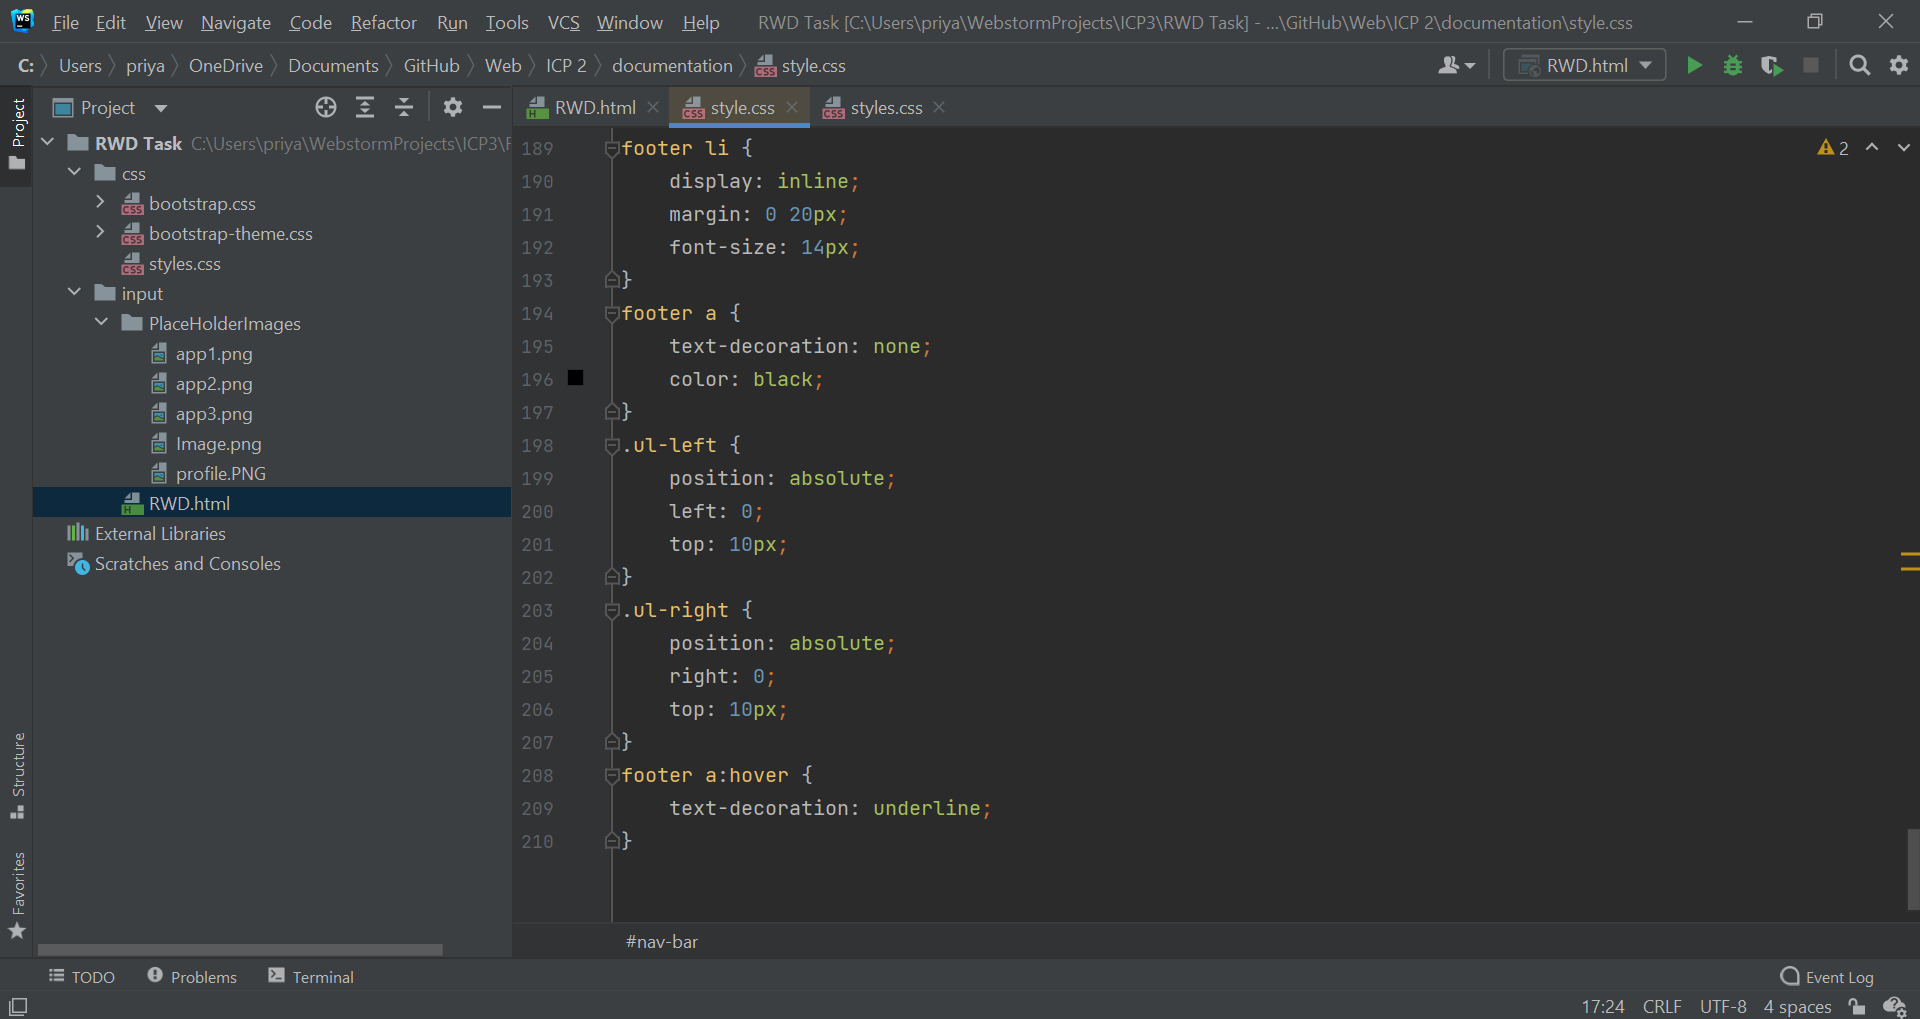 WS File Edit View Navigate Code Refactor Run Tools VCS Window Help RWD Task [C:\Users\priya\WebstormProjects\ICP3\RWD Task] - ...\GitHub\Web\ICP 2\documentation\style.css
C: Users priya OneDrive Documents GitHub Web ICP 2 documentation style.css RWD.html
Project
Project
RWD Task C:\Users\priya\WebstormProjects\ICP3\
css
bootstrap.css
bootstrap-theme.css
styles.css
input
PlaceHolderImages
app1.png
app2.png
app3.png
Image.png
profile.PNG
RWD.html
External Libraries
Scratches and Consoles
Structure
Favorites
RWD.html style.css styles.css
2
189 footer li {
190     display: inline;
191     margin: 0 20px;
192     font-size: 14px;
193 }
194 footer a {
195     text-decoration: none;
196     color: black;
197 }
198 .ul-left {
199     position: absolute;
200     left: 0;
201     top: 10px;
202 }
203 .ul-right {
204     position: absolute;
205     right: 0;
206     top: 10px;
207 }
208 footer a:hover {
209     text-decoration: underline;
210 }
#nav-bar
TODO Problems Terminal Event Log
17:24 CRLF UTF-8 4 spaces